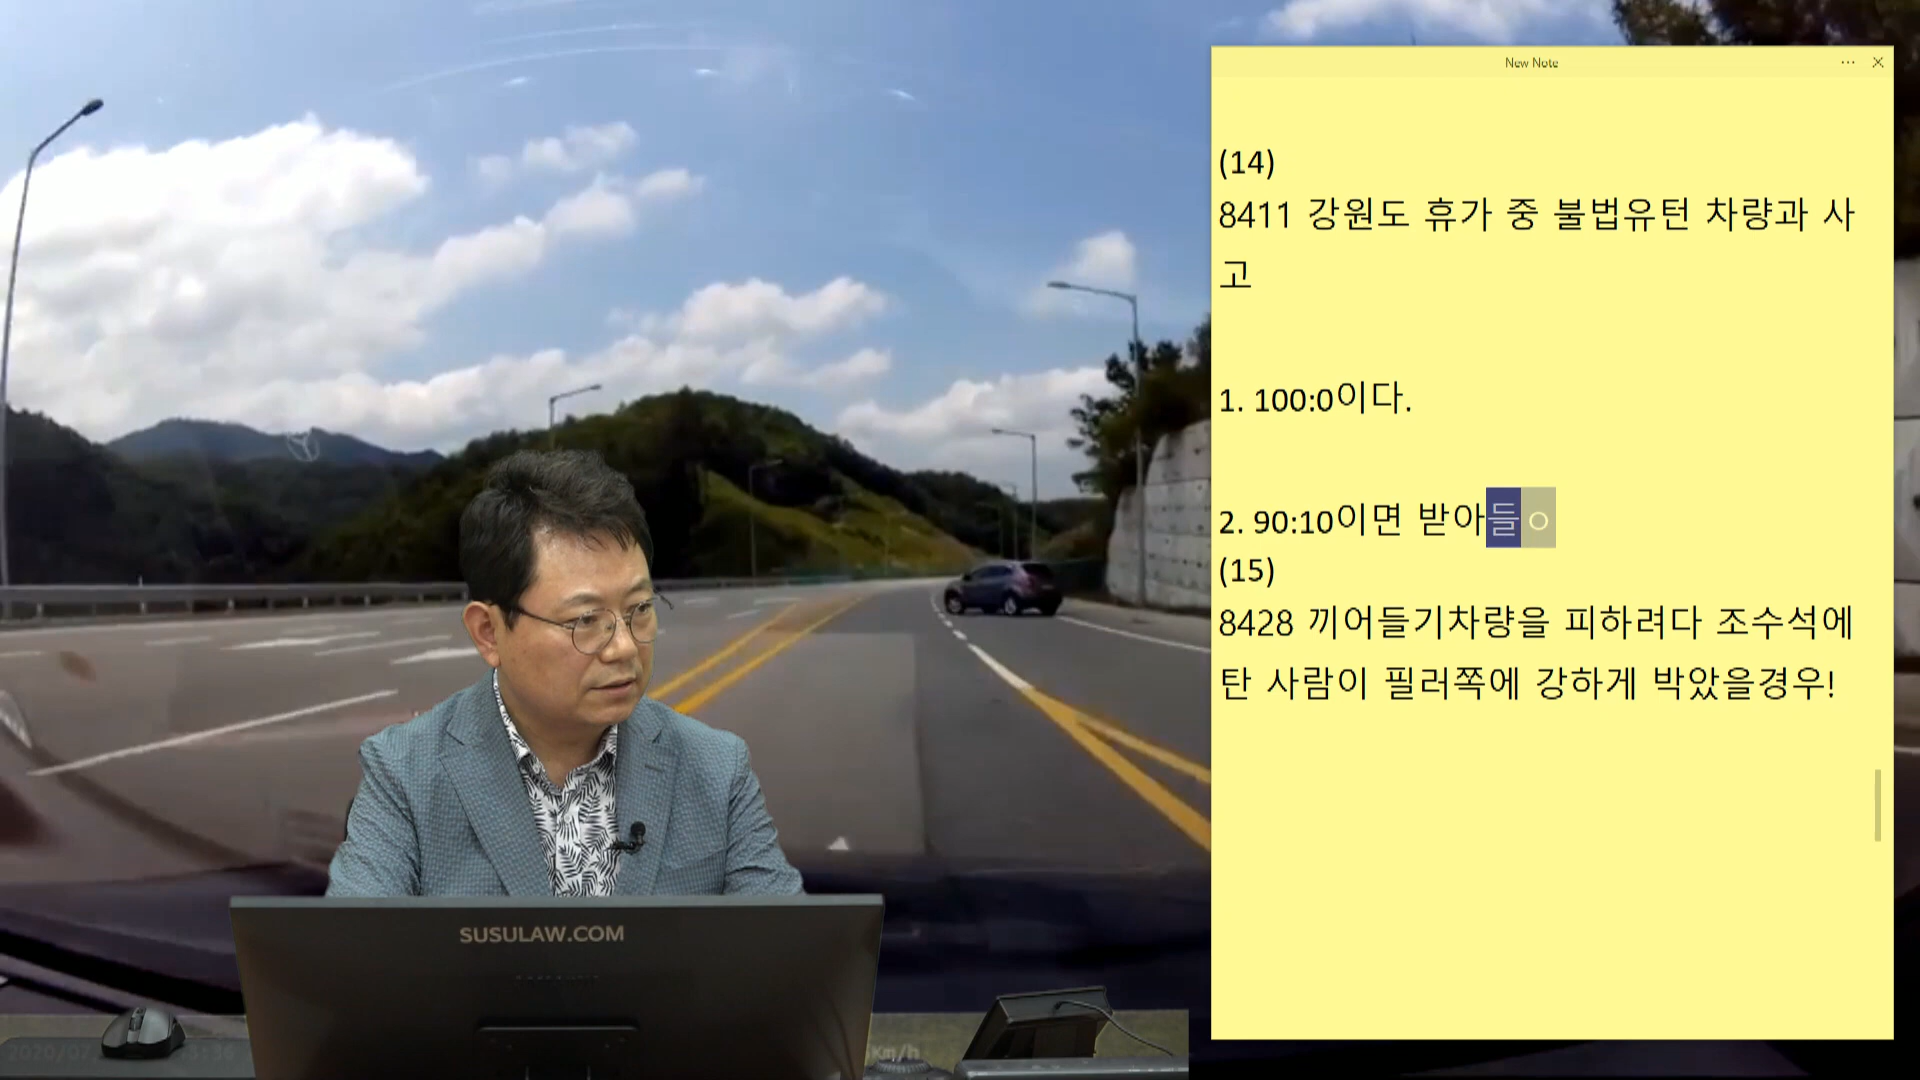 New Note
(14)
8411 강원도 휴가 중 불법유턴 차량과 사
고
1. 100:0이다.
2. 90:10이면 받아들ㅇ
(15)
8428 끼어들기차량을 피하려다 조수석에
탄 사람이 필러쪽에 강하게 박았을경우!
SUSULAW.COM
Km/h